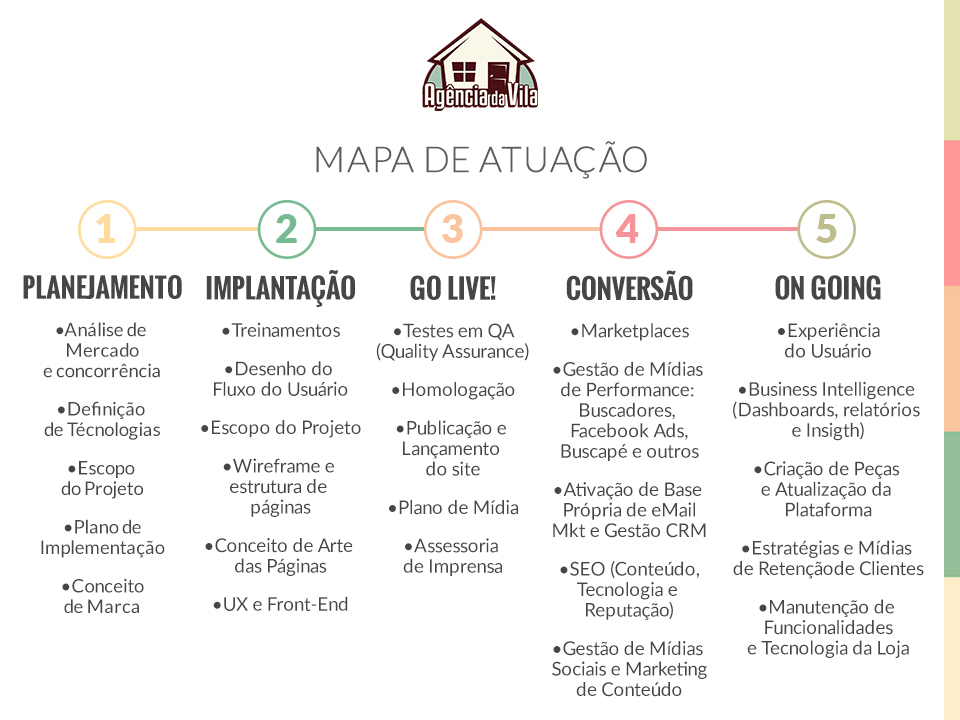 Agência da Vila
MAPA DE ATUAÇÃO
1
PLANEJAMENTO
•Análise de
Mercado
e concorrência
•Definição
de Técnologias
•Escopo
do Projeto
•Plano de
Implementação
•Conceito
de Marca
2
IMPLANTAÇÃO
•Treinamentos
•Desenho do
Fluxo do Usuário
•Escopo do Projeto
•Wireframe e
estrutura de
páginas
•Conceito de Arte
das Páginas
•UX e Front-End
3
GO LIVE!
•Testes em QA
(Quality Assurance)
•Homologação
•Publicação e
Lançamento
do site
•Plano de Mídia
•Assessoria
de Imprensa
4
CONVERSÃO
•Marketplaces
•Gestão de Mídias
de Performance:
Buscadores,
Facebook Ads,
Buscapé e outros
•Ativação de Base
Própria de eMail
Mkt e Gestão CRM
•SEO (Conteúdo,
Tecnologia e
Reputação)
•Gestão de Mídias
Sociais e Marketing
de Conteúdo
5
ON GOING
•Experiência
do Usuário
•Business Intelligence
(Dashboards, relatórios
e Insigth)
•Criação de Peças
e Atualização da
Plataforma
•Estratégias e Mídias
de Retençãode Clientes
•Manutenção de
Funcionalidades
e Tecnologia da Loja